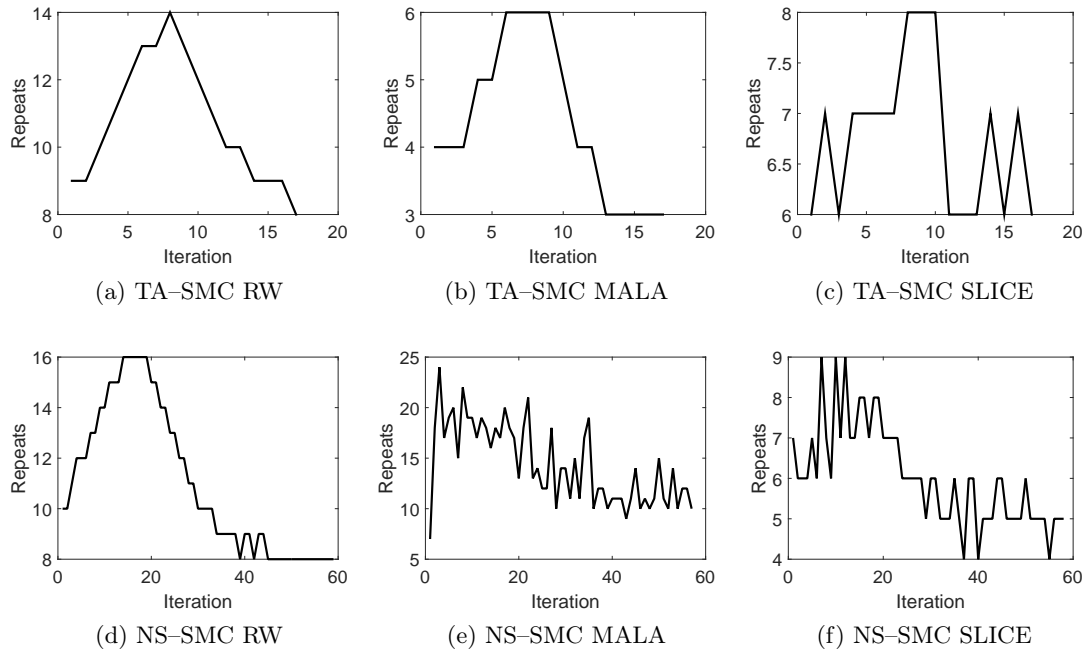 14
12
10
8
Repeats
0 5 10 15 20
Iteration
(a) TA–SMC RW
6
5
4
3
Repeats
0 5 10 15 20
Iteration
(b) TA–SMC MALA
8
7.5
7
6.5
6
Repeats
0 5 10 15 20
Iteration
(c) TA–SMC SLICE
16
14
12
10
8
Repeats
0 20 40 60
Iteration
(d) NS–SMC RW
25
20
15
10
5
Repeats
0 20 40 60
Iteration
(e) NS–SMC MALA
9
8
7
6
5
4
Repeats
0 20 40 60
Iteration
(f) NS–SMC SLICE